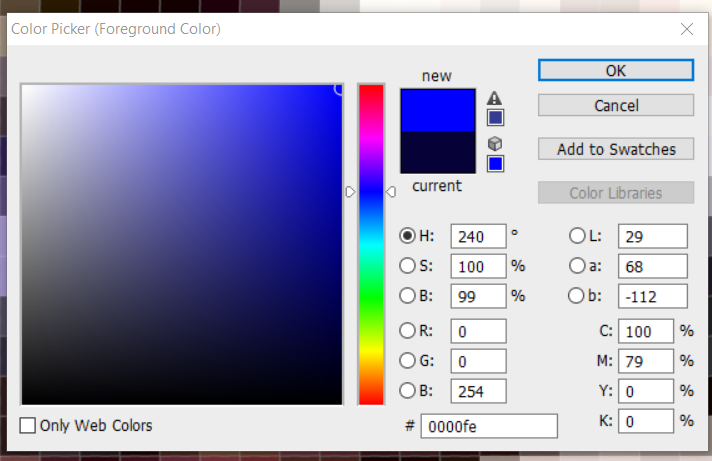 Color Picker (Foreground Color)
new
current
OK
Cancel
Add to Swatches
Color Libraries
H: 240 °
S: 100 %
B: 99 %
R: 0
G: 0
B: 254
# 0000fe
L: 29
a: 68
b: -112
C: 100 %
M: 79 %
Y: 0 %
K: 0 %
Only Web Colors